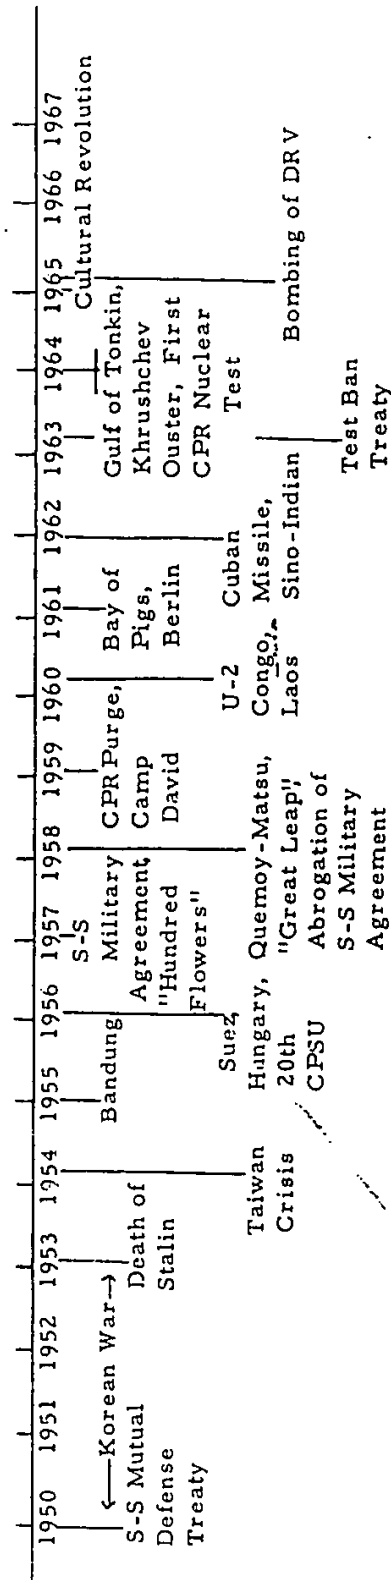 1950 1951 1952 1953 1954 1955 1956 1957 1958 1959 1960 1961 1962 1963 1964 1965 1966 1967
←Korean War→
S-S Mutual
Defense
Treaty
Death of
Stalin
Taiwan
Crisis
Bandung
Suez,
Hungary,
20th
CPSU
S-S
Military
Agreement,
"Hundred
Flowers"
Quemoy-Matsu,
"Great Leap",
Abrogation of
S-S Military
Agreement
CPR Purge,
Camp
David
U-2
Congo,
Laos
Bay of
Pigs,
Berlin
Cuban
Missile,
Sino-Indian
Test Ban
Treaty
Gulf of Tonkin,
Khrushchev
Ouster, First
CPR Nuclear
Test
Bombing of DRV
Cultural Revolution